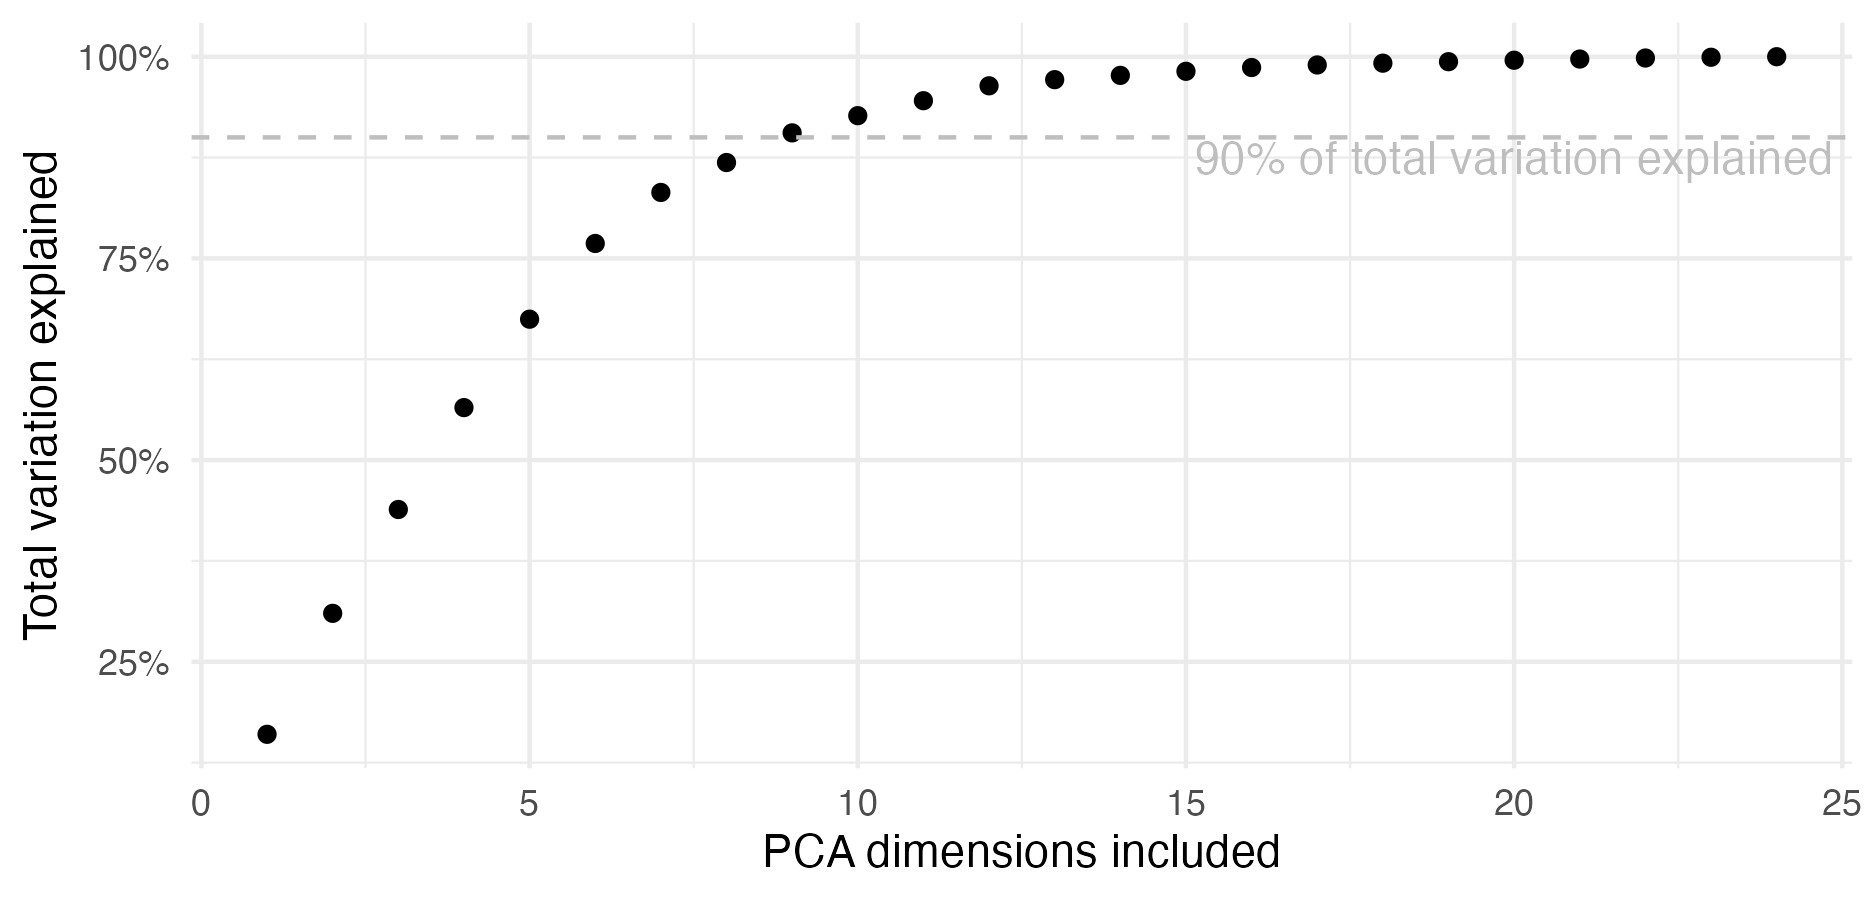 Total variation explained
100%
75%
50%
25%
90% of total variation explained
0 5 10 15 20 25
PCA dimensions included